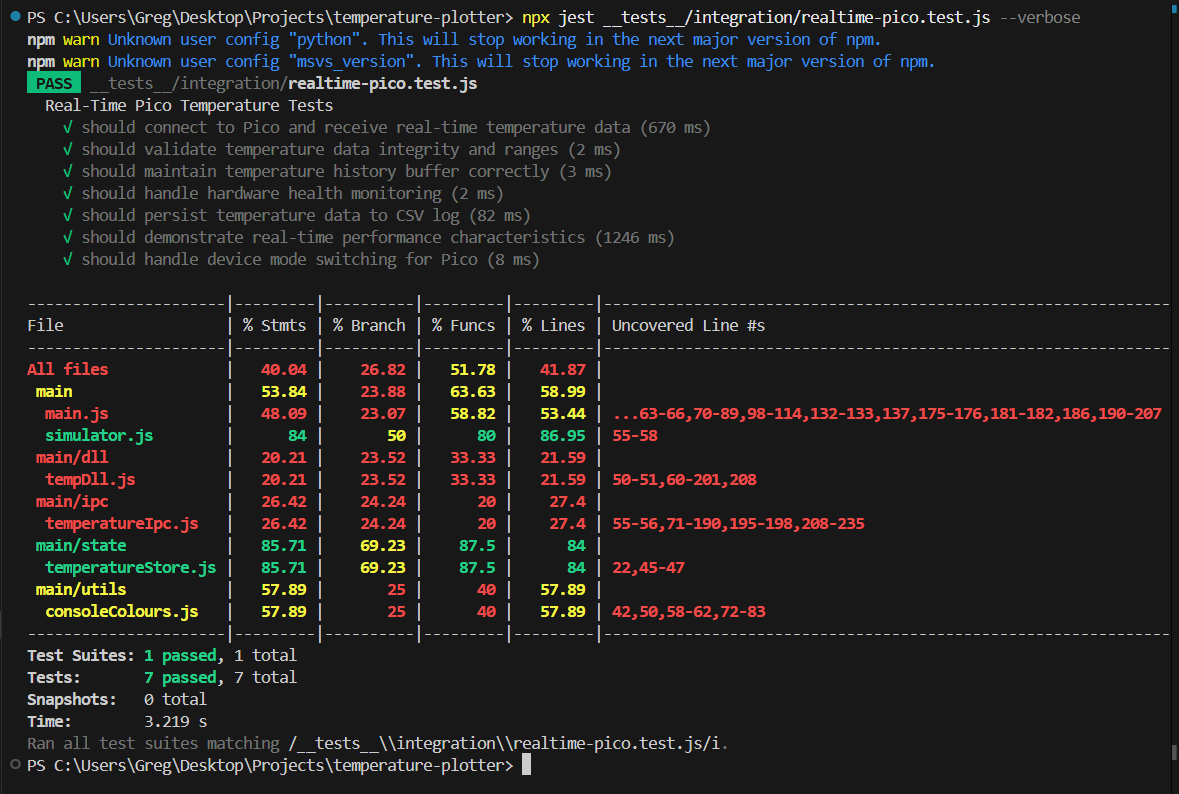 PS C:\Users\Greg\Desktop\Projects\temperature-plotter> npx jest __tests__/integration/realtime-pico.test.js --verbose
npm warn Unknown user config "python". This will stop working in the next major version of npm.
npm warn Unknown user config "msvs_version". This will stop working in the next major version of npm.
PASS __tests__/integration/realtime-pico.test.js
  Real-Time Pico Temperature Tests
    √ should connect to Pico and receive real-time temperature data (670 ms)
    √ should validate temperature data integrity and ranges (2 ms)
    √ should maintain temperature history buffer correctly (3 ms)
    √ should handle hardware health monitoring (2 ms)
    √ should persist temperature data to CSV log (82 ms)
    √ should demonstrate real-time performance characteristics (1246 ms)
    √ should handle device mode switching for Pico (8 ms)
----------------------|---------|----------|---------|---------|---------------------------------------------------------------
File                  | % Stmts | % Branch | % Funcs | % Lines | Uncovered Line #s
----------------------|---------|----------|---------|---------|---------------------------------------------------------------
All files             |   40.04 |    26.82 |   51.78 |   41.87 |
 main                 |   53.84 |    23.88 |   63.63 |   58.99 |
  main.js             |   48.09 |    23.07 |   58.82 |   53.44 | ...63-66,70-89,98-114,132-133,137,175-176,181-182,186,190-207
  simulator.js        |      84 |       50 |      80 |   86.95 | 55-58
 main/dll             |   20.21 |    23.52 |   33.33 |   21.59 |
  tempDll.js          |   20.21 |    23.52 |   33.33 |   21.59 | 50-51,60-201,208
 main/ipc             |   26.42 |    24.24 |      20 |    27.4 |
  temperatureIpc.js   |   26.42 |    24.24 |      20 |    27.4 | 55-56,71-190,195-198,208-235
 main/state           |   85.71 |    69.23 |    87.5 |      84 |
  temperatureStore.js |   85.71 |    69.23 |    87.5 |      84 | 22,45-47
 main/utils           |   57.89 |       25 |      40 |   57.89 |
  consoleColours.js   |   57.89 |       25 |      40 |   57.89 | 42,50,58-62,72-83
----------------------|---------|----------|---------|---------|---------------------------------------------------------------
Test Suites: 1 passed, 1 total
Tests:       7 passed, 7 total
Snapshots:   0 total
Time:        3.219 s
Ran all test suites matching /__tests__\\integration\\realtime-pico.test.js/i.
PS C:\Users\Greg\Desktop\Projects\temperature-plotter>